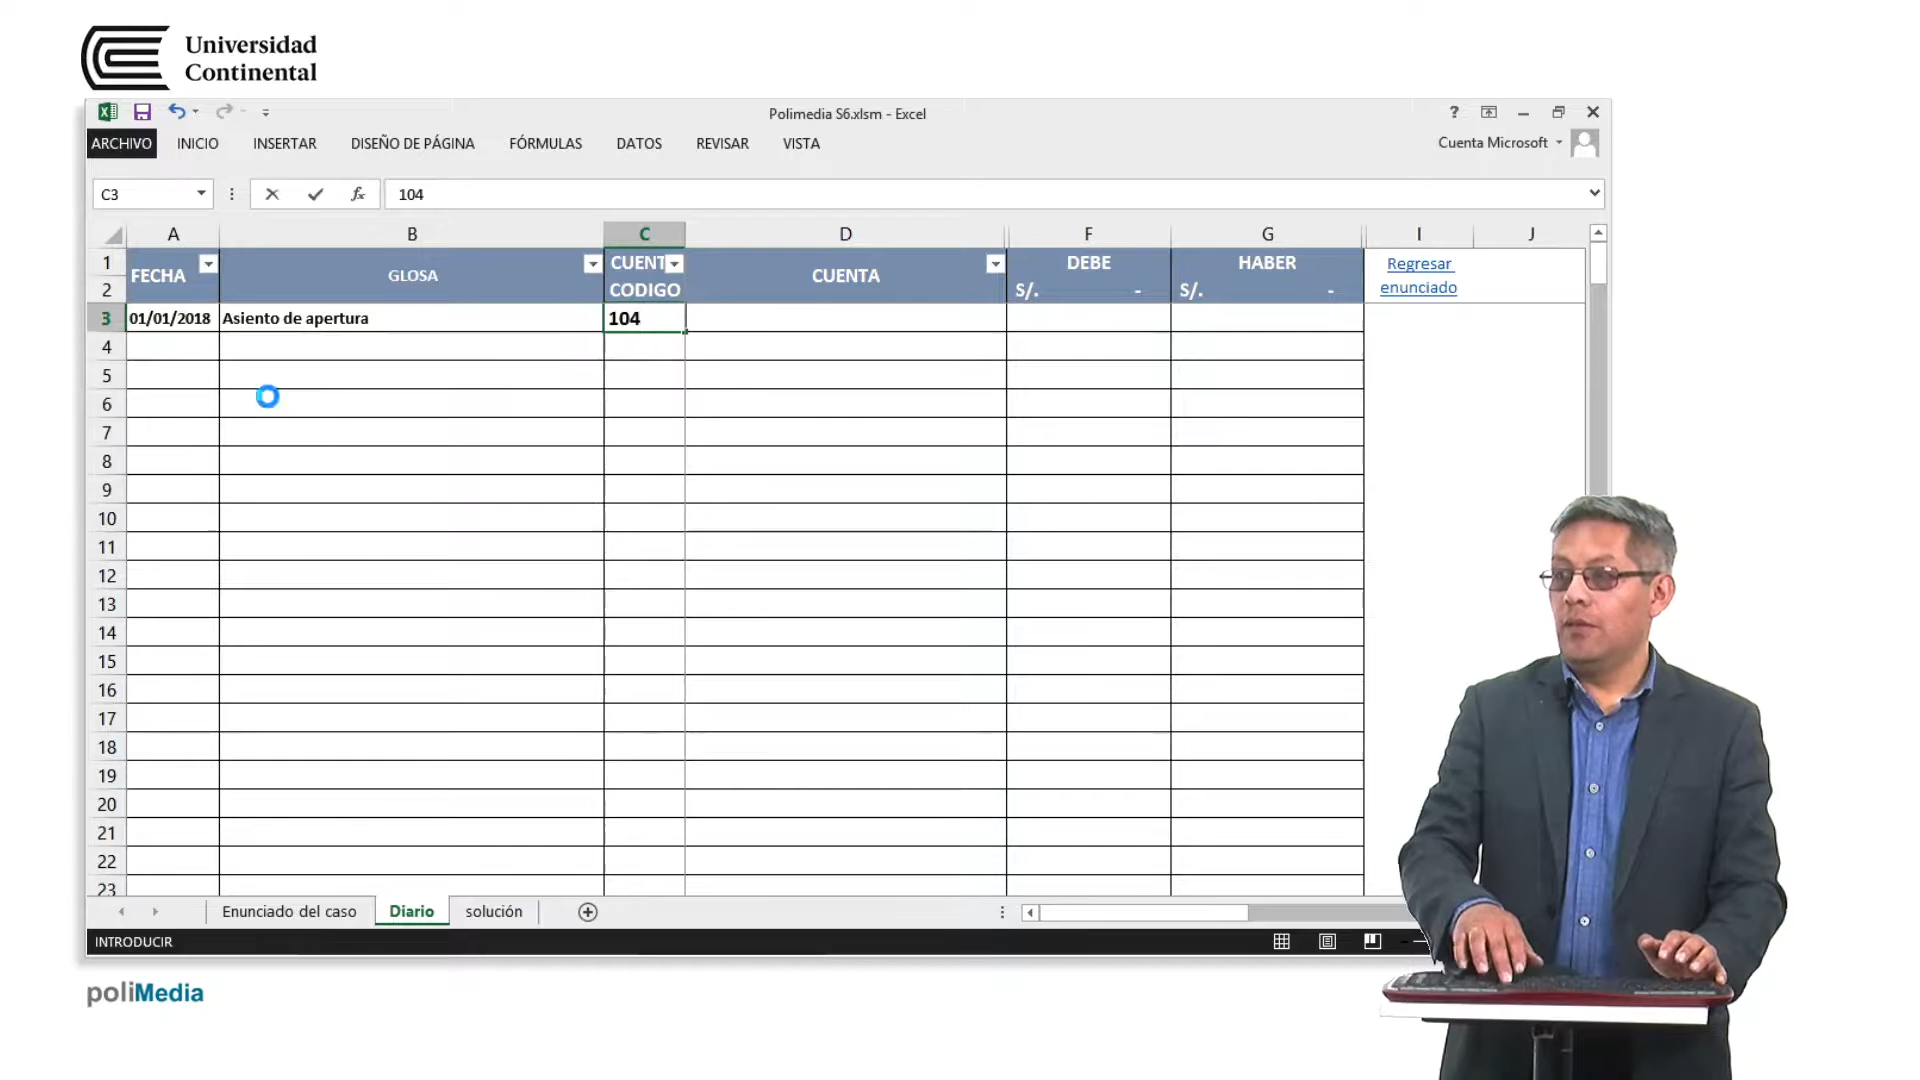 Universidad
Continental
Polimedia S6.xlsm - Excel
?
ARCHIVO INICIO INSERTAR DISEÑO DE PÁGINA FÓRMULAS DATOS REVISAR VISTA
Cuenta Microsoft
C3 fx 104
A B C D F G I J
1 FECHA GLOSA CUENT CUENTA DEBE HABER Regresar
2 CODIGO S/. - S/. - enunciado
3 01/01/2018 Asiento de apertura 104
4
5
6
7
8
9
10
11
12
13
14
15
16
17
18
19
20
21
22
23
Enunciado del caso Diario solución
INTRODUCIR
poliMedia